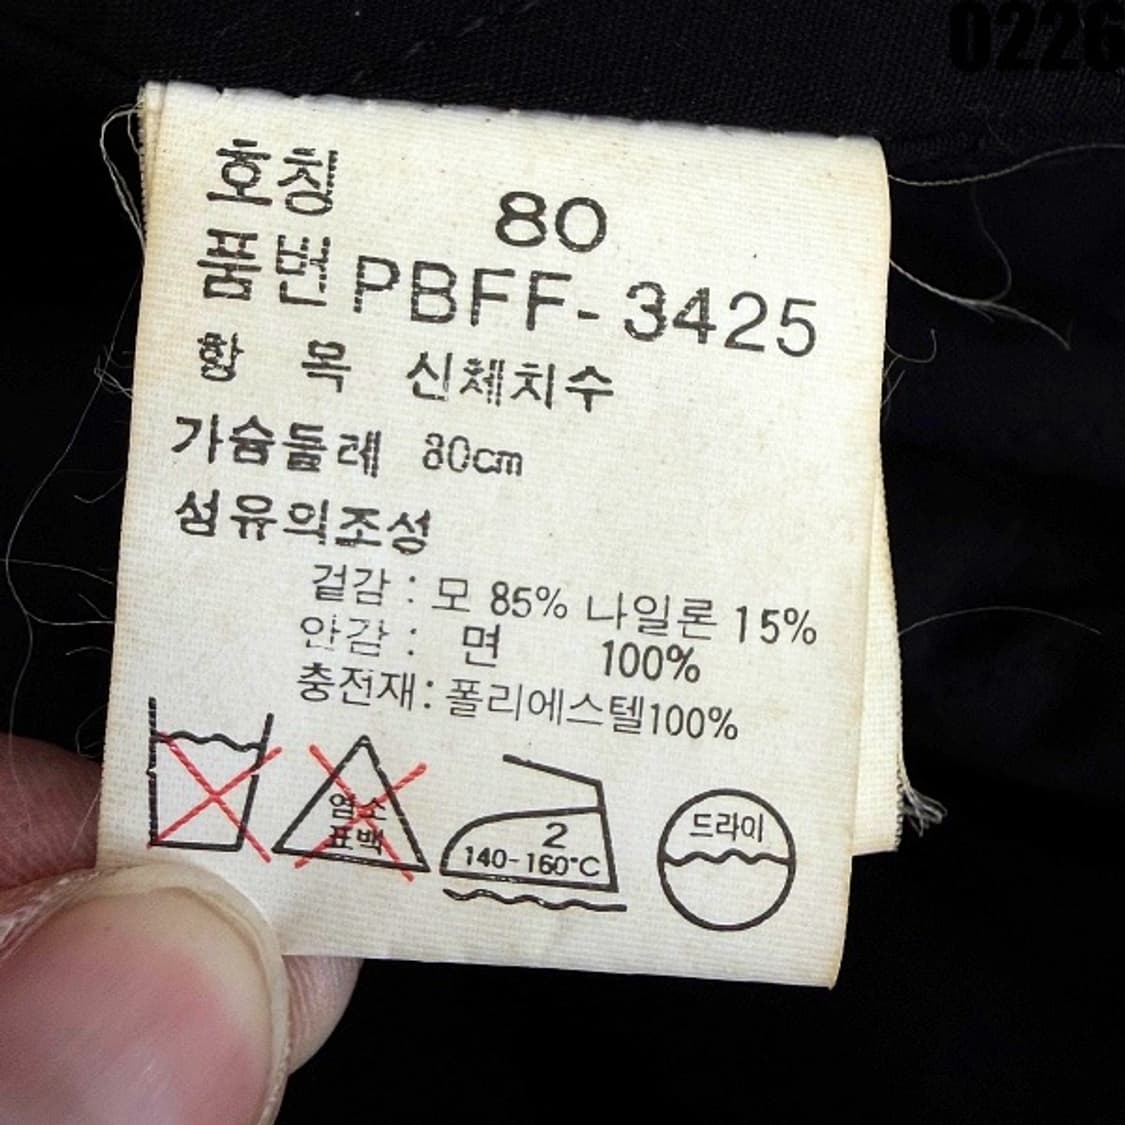 0226
호칭 80
품번 PBFF-3425
항 목 신체치수
가슴둘레 80cm
섬유의조성
겉감 : 모 85% 나일론 15%
안감 : 면 100%
충전재 : 폴리에스텔100%
염소
표백
2
140-160°C
드라이